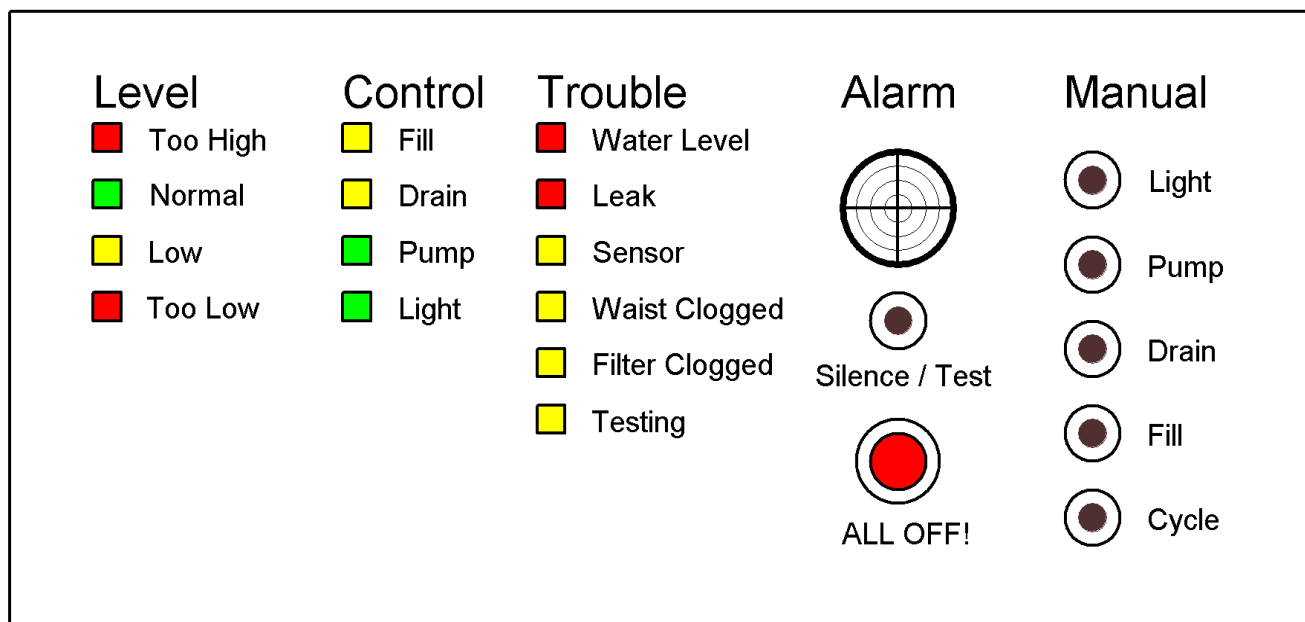 Level
Too High
Normal
Low
Too Low
Control
Fill
Drain
Pump
Light
Trouble
Water Level
Leak
Sensor
Waist Clogged
Filter Clogged
Testing
Alarm
Silence / Test
ALL OFF!
Manual
Light
Pump
Drain
Fill
Cycle